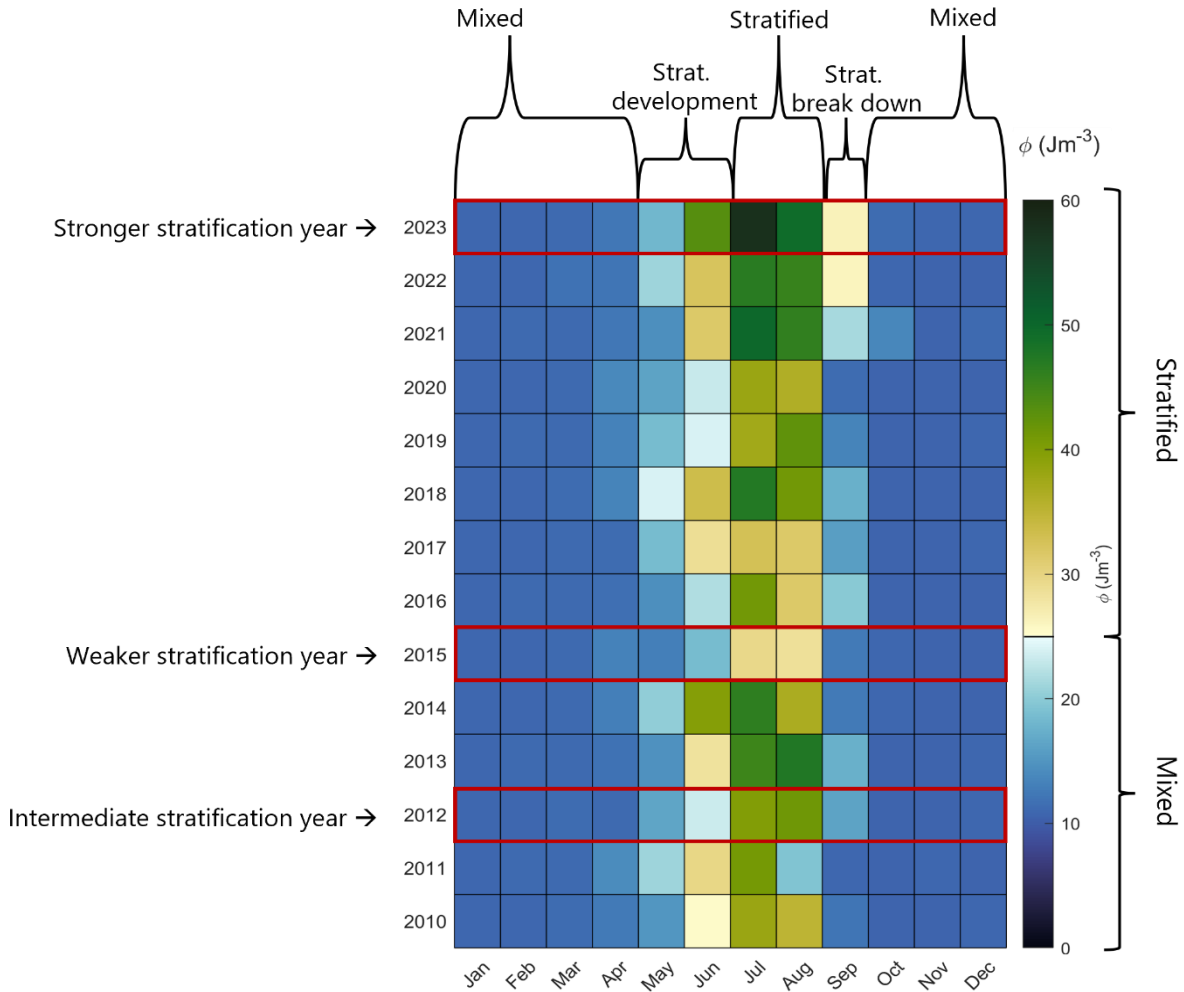 Mixed
Stratified
Mixed
Strat.
development
Strat.
break down
ϕ (Jm⁻³)
Stronger stratification year → 2023
2022
2021
2020
2019
2018
2017
2016
Weaker stratification year → 2015
2014
2013
Intermediate stratification year → 2012
2011
2010
Jan Feb Mar Apr May Jun Jul Aug Sep Oct Nov Dec
60
50
40
30
20
10
0
ϕ (Jm⁻³)
Stratified
Mixed